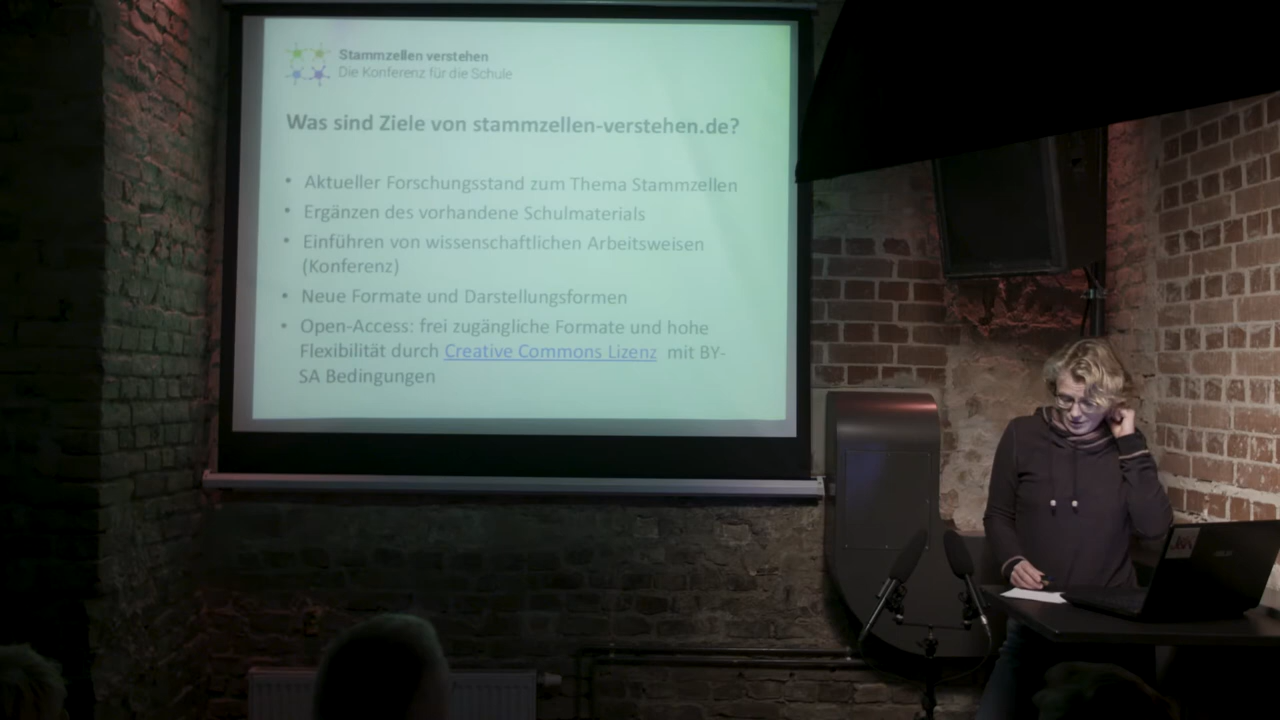 Stammzellen verstehen
Die Konferenz für die Schule
Was sind Ziele von stammzellen-verstehen.de?
• Aktueller Forschungsstand zum Thema Stammzellen
• Ergänzen des vorhandene Schulmaterials
• Einführen von wissenschaftlichen Arbeitsweisen
(Konferenz)
• Neue Formate und Darstellungsformen
• Open-Access: frei zugängliche Formate und hohe
Flexibilität durch Creative Commons Lizenz mit BY-
SA Bedingungen
ASUS